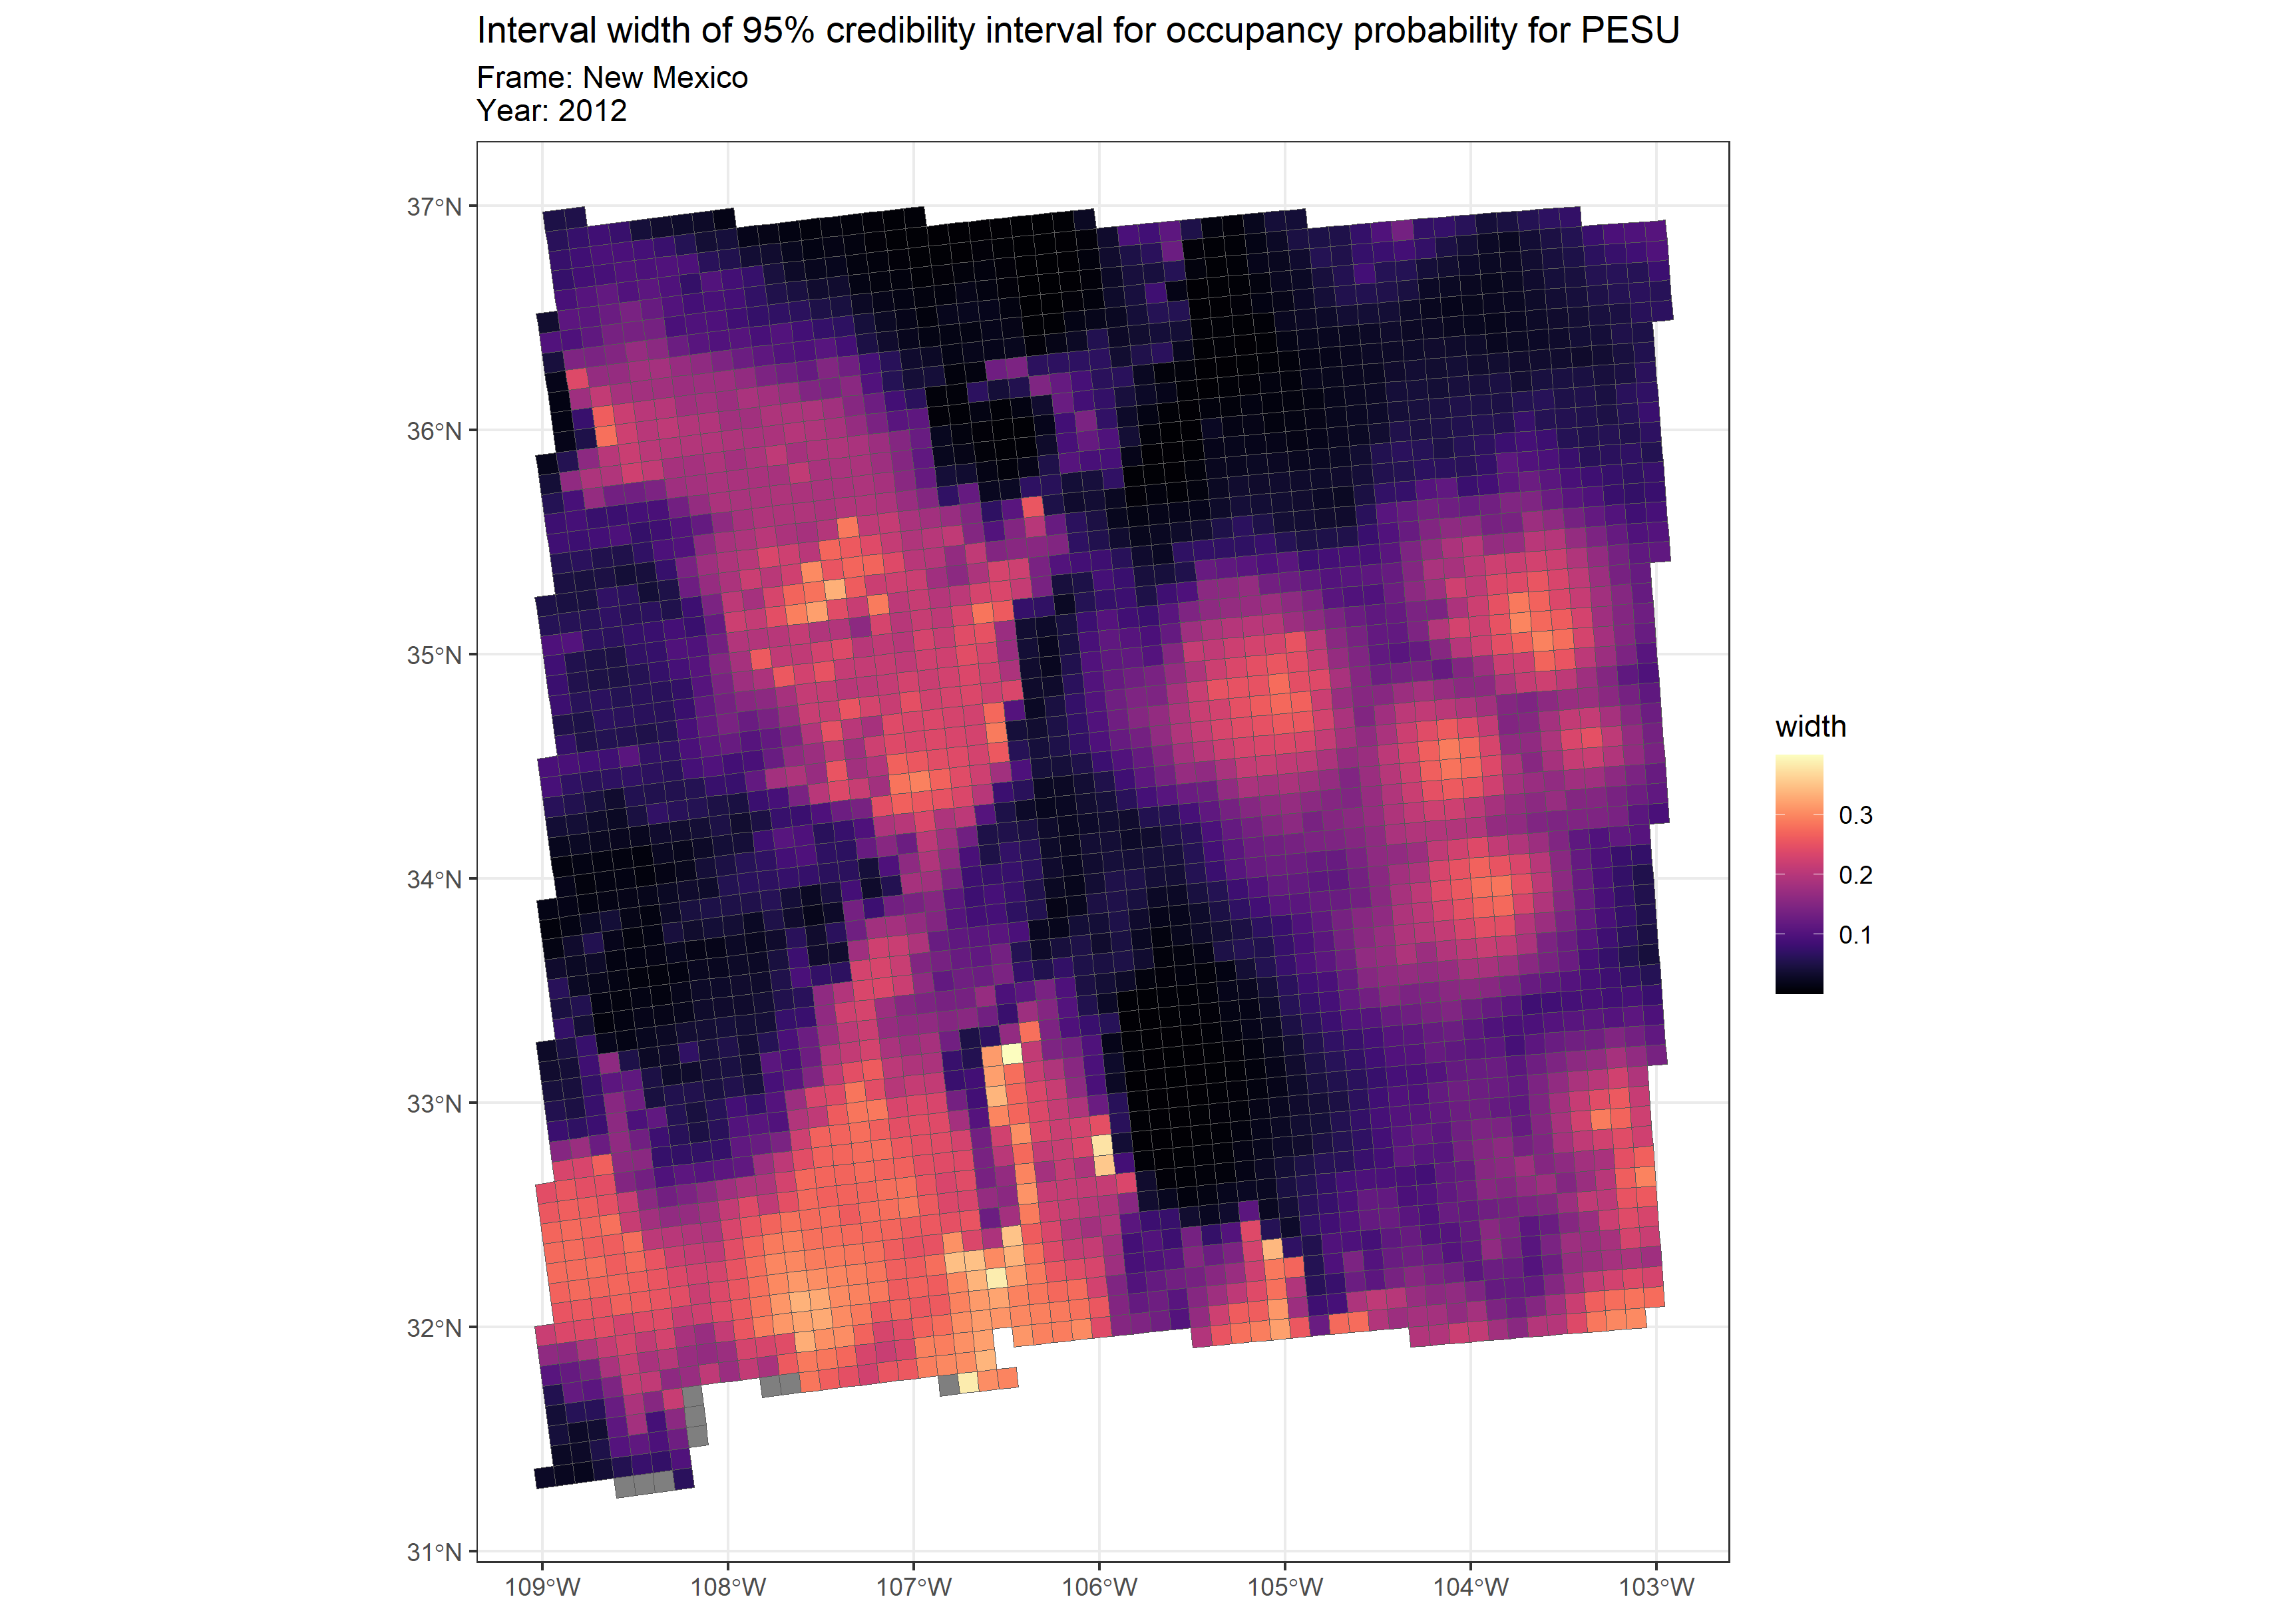 Interval width of 95% credibility interval for occupancy probability for PESU
Frame: New Mexico
Year: 2012
37°N
36°N
35°N
34°N
33°N
32°N
31°N
109°W
108°W
107°W
106°W
105°W
104°W
103°W
width
0.3
0.2
0.1